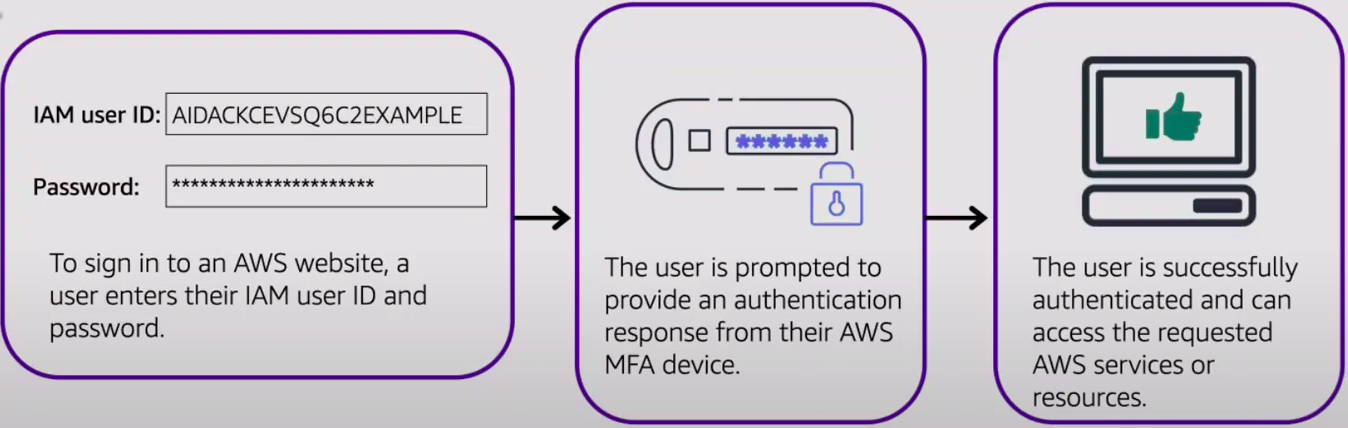 IAM user ID: AIDACKCEVSQ6C2EXAMPLE
Password: **********************
To sign in to an AWS website, a
user enters their IAM user ID and
password.
******
The user is prompted to
provide an authentication
response from their AWS
MFA device.
The user is successfully
authenticated and can
access the requested
AWS services or
resources.